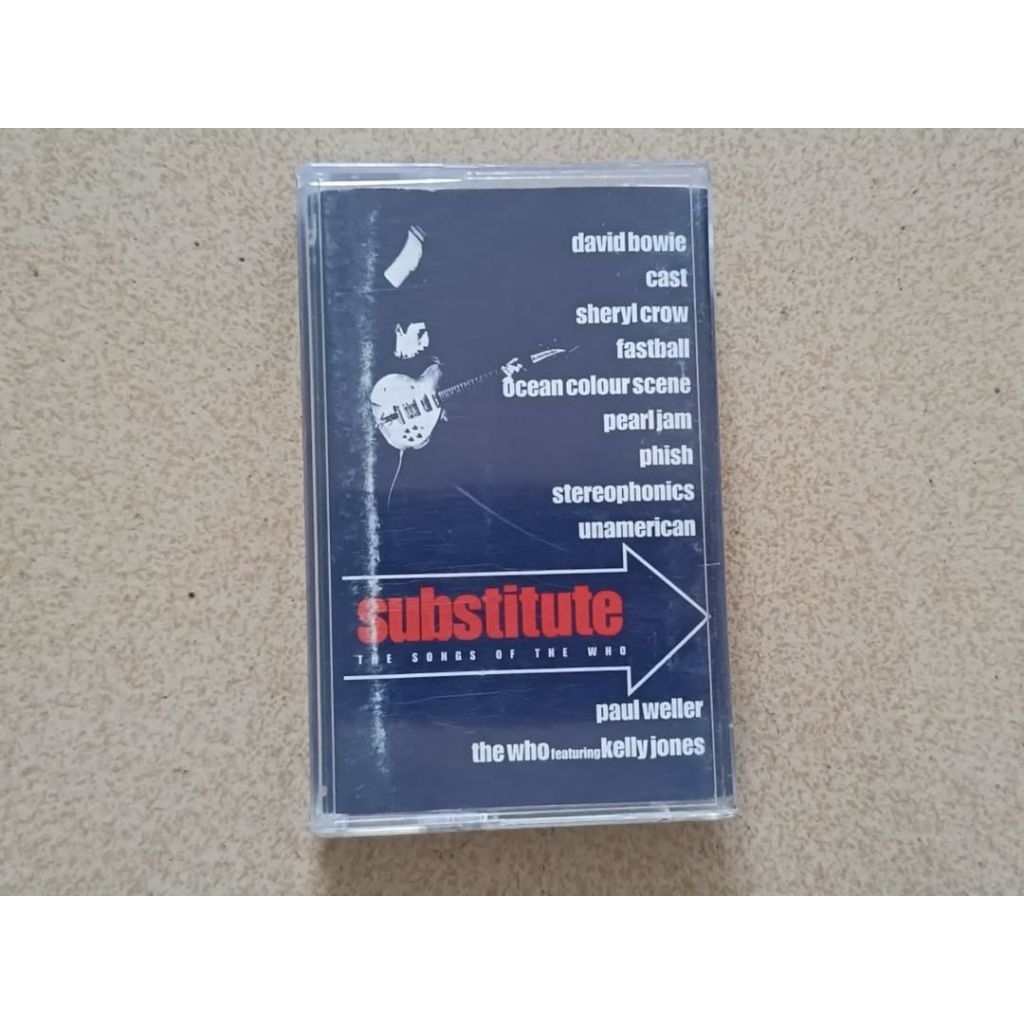 david bowie
cast
sheryl crow
fastball
ocean colour scene
pearl jam
phish
stereophonics
unamerican
substitute
THE SONGS OF THE WHO
paul weller
the who featuring kelly jones